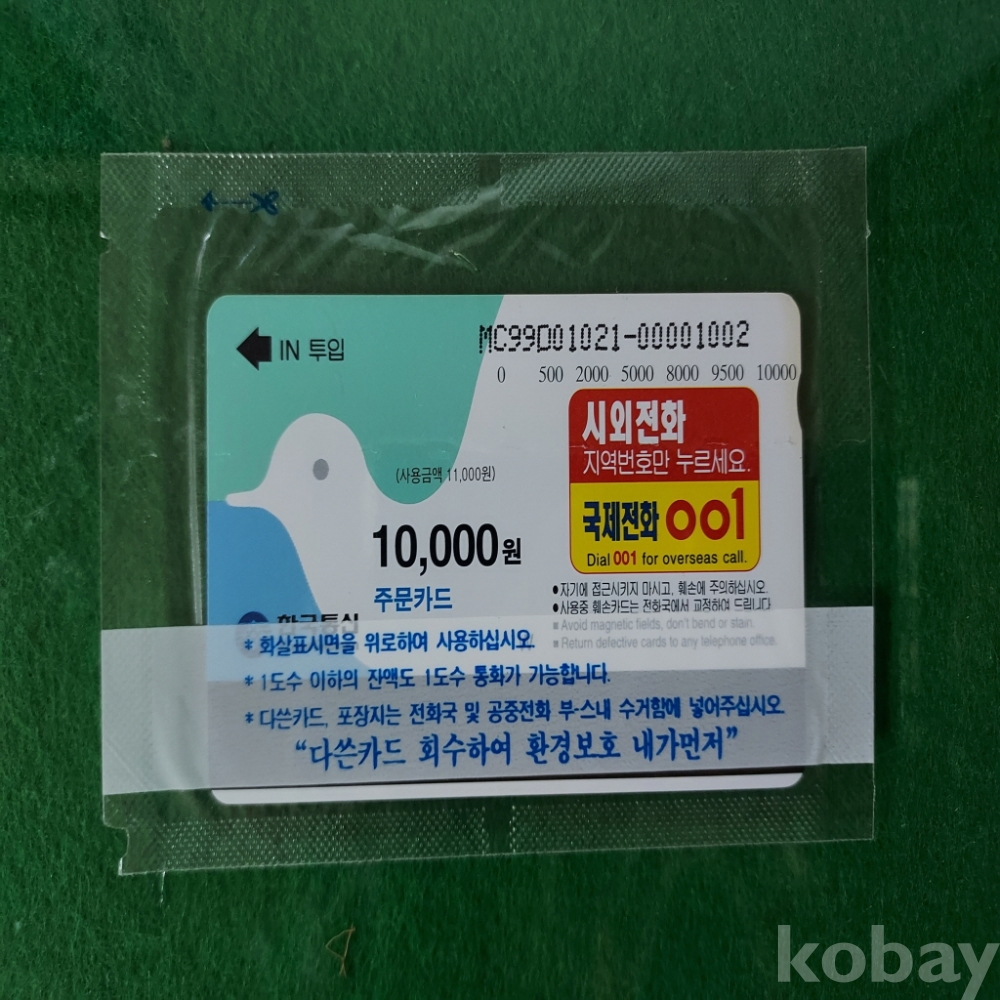 IN 투입
MC99D01021-00001002
0 500 2000 5000 8000 9500 10000
시외전화
지역번호만 누르세요.
(사용금액 11,000원)
국제전화 001
Dial 001 for overseas call.
10,000원
주문카드
•자기에 접근시키지 마시고, 훼손에 주의하십시오.
•사용중 훼손카드는 전화국에서 교정하여 드립니다.
■ Avoid magnetic fields, don't bend or stain.
■ Return defective cards to any telephone office.
한국통신
* 화살표시면을 위로하여 사용하십시오.
* 1도수 이하의 잔액도 1도수 통화가 가능합니다.
* 다쓴카드, 포장지는 전화국 및 공중전화 부·스내 수거함에 넣어주십시오
“다쓴카드 회수하여 환경보호 내가먼저”
kobay